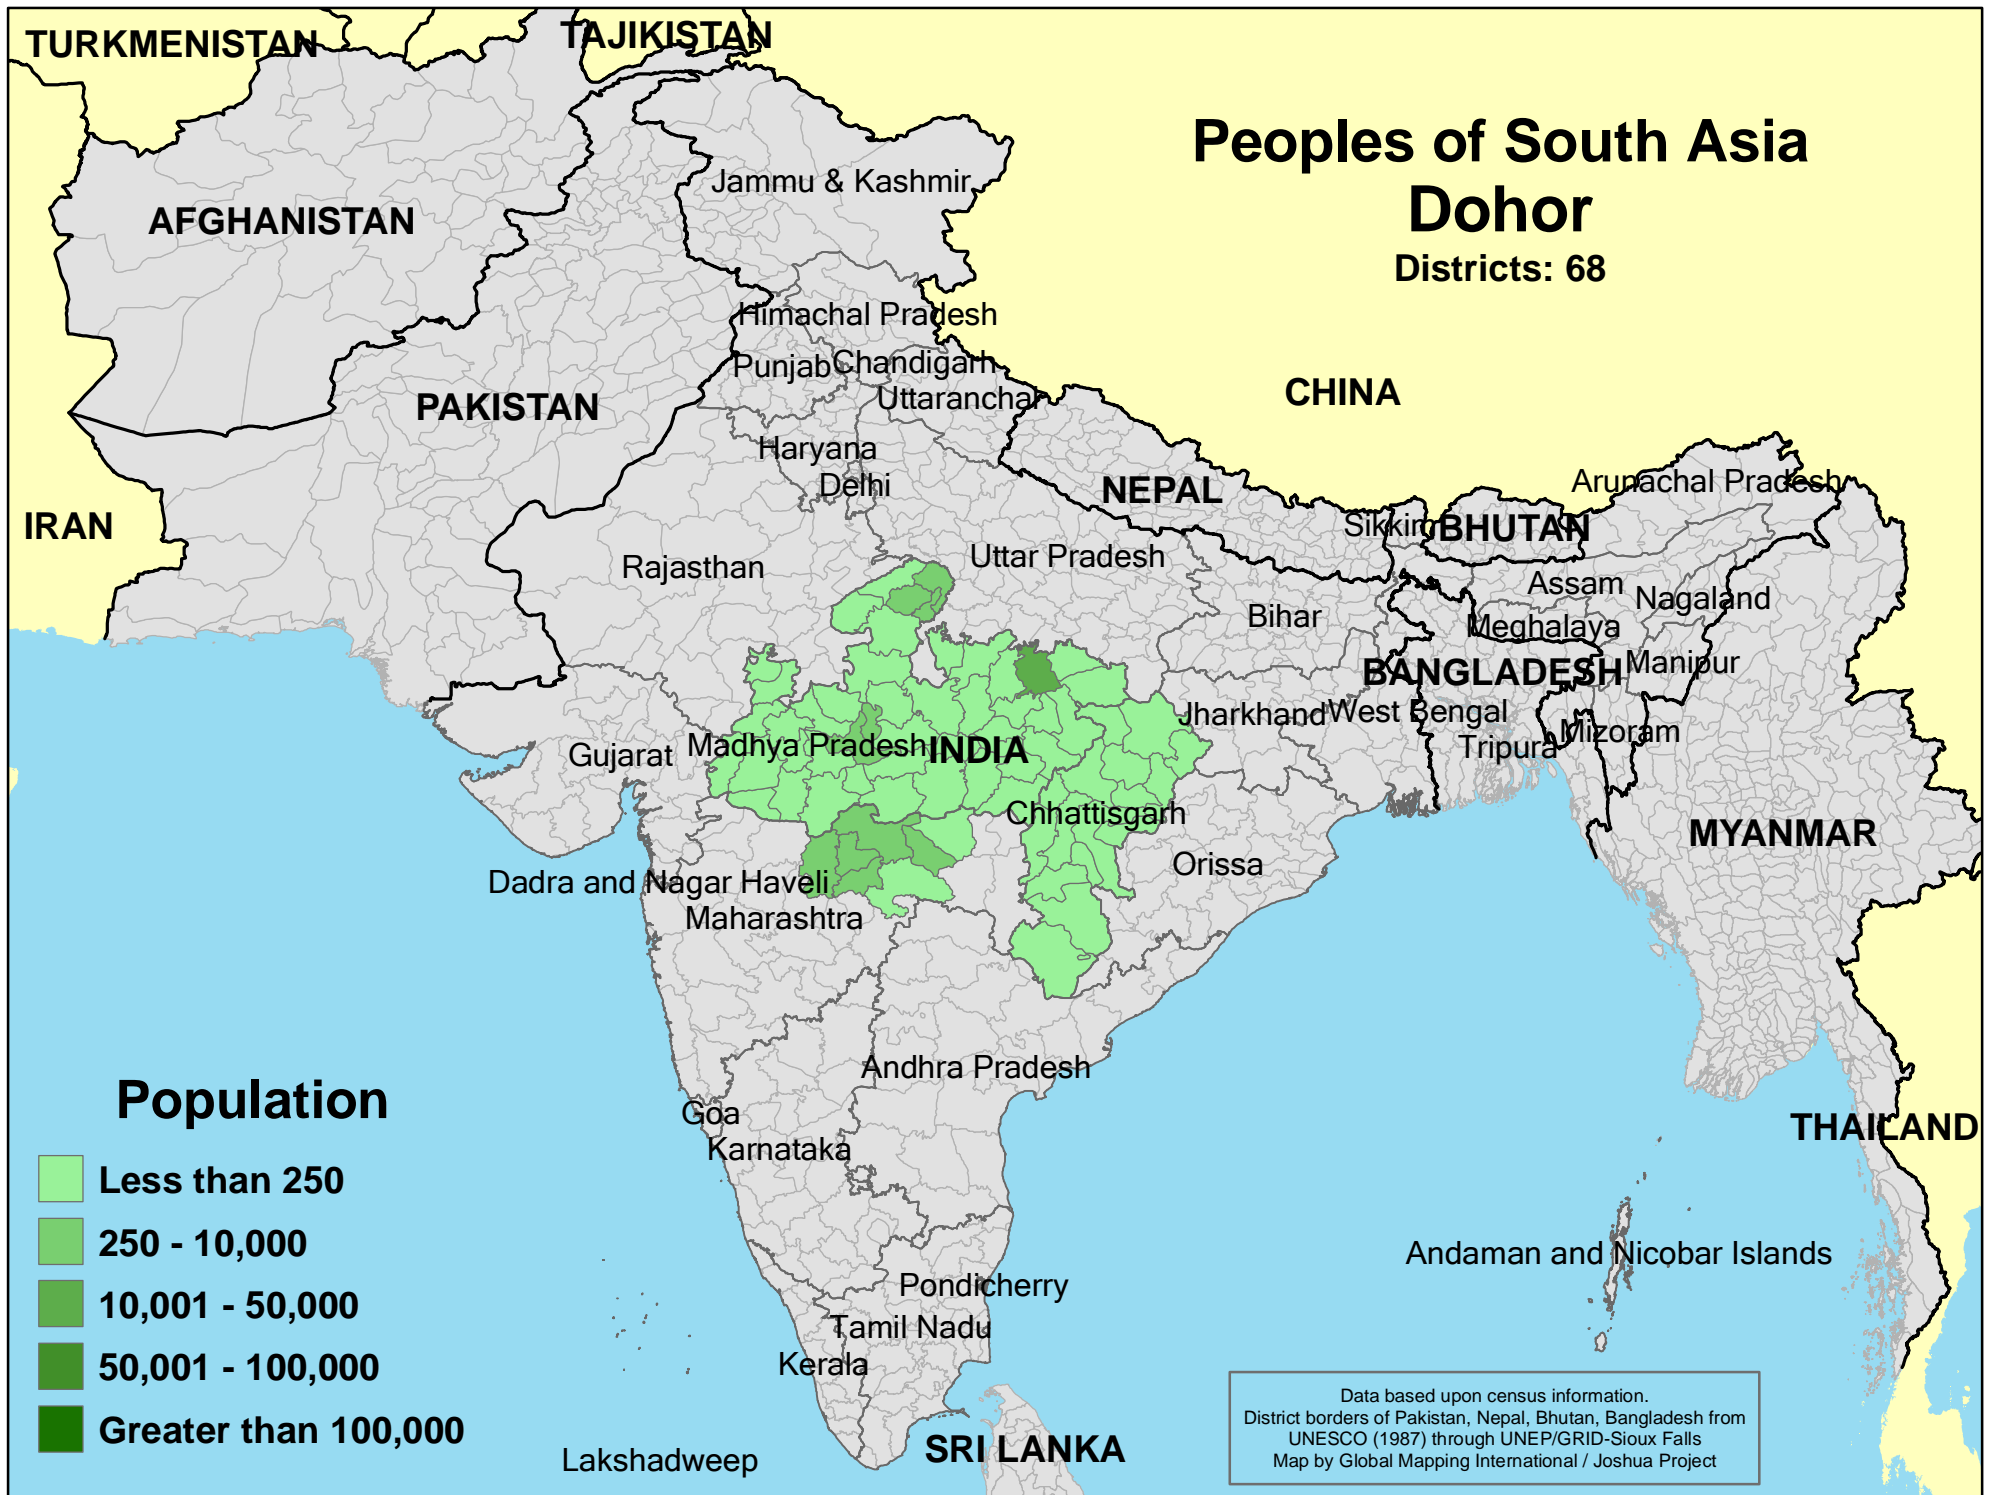 Peoples of South Asia
Dohor
Districts: 68
TURKMENISTAN
TAJIKISTAN
AFGHANISTAN
Jammu & Kashmir
Himachal Pradesh
Punjab
Chandigarh
Uttaranchal
PAKISTAN
CHINA
Haryana
Delhi
NEPAL
Arunachal Pradesh
IRAN
Sikkim
BHUTAN
Rajasthan
Uttar Pradesh
Assam
Nagaland
Bihar
Meghalaya
BANGLADESH
Manipur
Jharkhand
West Bengal
Tripura
Mizoram
Gujarat
Madhya Pradesh
INDIA
Chhattisgarh
MYANMAR
Orissa
Dadra and Nagar Haveli
Maharashtra
Andhra Pradesh
Goa
Karnataka
THAILAND
Andaman and Nicobar Islands
Pondicherry
Tamil Nadu
Kerala
Lakshadweep
SRI LANKA
Population
Less than 250
250 - 10,000
10,001 - 50,000
50,001 - 100,000
Greater than 100,000
Data based upon census information.
District borders of Pakistan, Nepal, Bhutan, Bangladesh from
UNESCO (1987) through UNEP/GRID-Sioux Falls
Map by Global Mapping International / Joshua Project